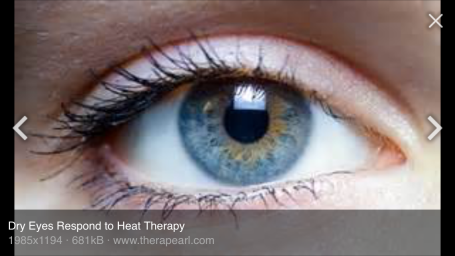 Dry Eyes Respond to Heat Therapy
1985x1194 · 681kB · www.therapearl.com